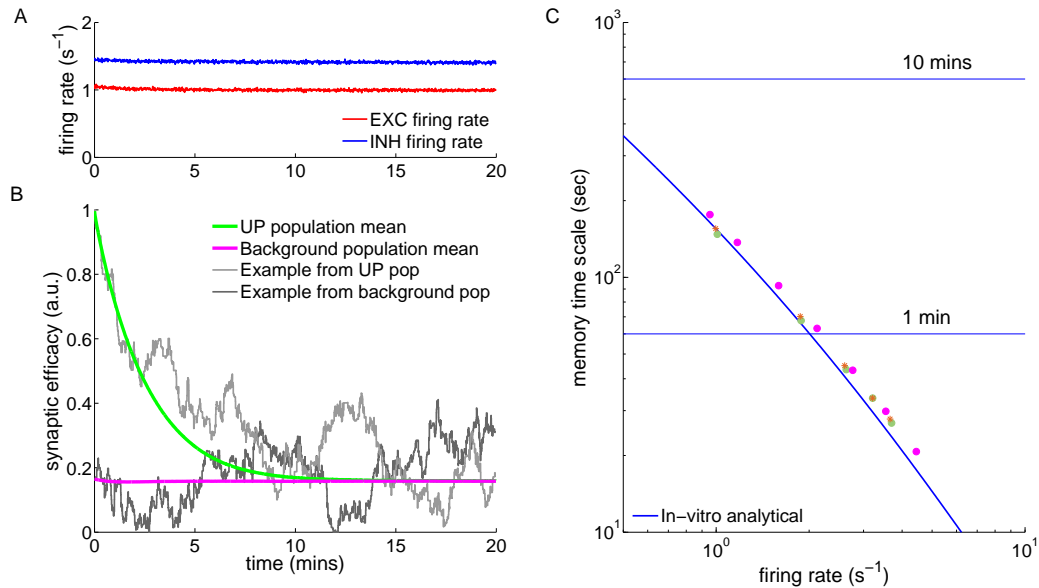 A
firing rate (s⁻¹)
2
1
0
EXC firing rate
INH firing rate
0 5 10 15 20
B
synaptic efficacy (a.u.)
1
0.8
0.6
0.4
0.2
0
UP population mean
Background population mean
Example from UP pop
Example from background pop
0 5 10 15 20
time (mins)
C
memory time scale (sec)
10³
10²
10¹
10 mins
1 min
In−vitro analytical
10⁰ 10¹
firing rate (s⁻¹)